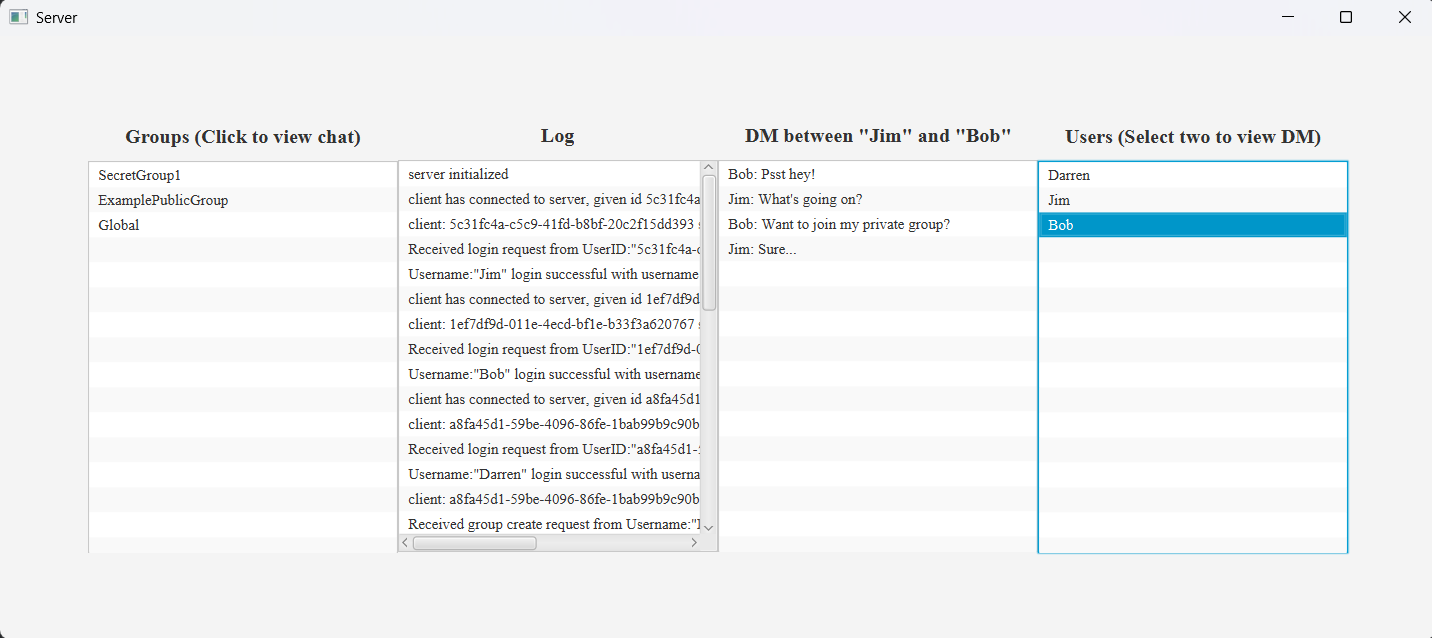 Server
Groups (Click to view chat)
SecretGroup1
ExamplePublicGroup
Global
Log
server initialized
client has connected to server, given id 5c31fc4a
client: 5c31fc4a-c5c9-41fd-b8bf-20c2f15dd393
Received login request from UserID:"5c31fc4a-
Username:"Jim" login successful with username
client has connected to server, given id 1ef7df9d
client: 1ef7df9d-011e-4ecd-bf1e-b33f3a620767
Received login request from UserID:"1ef7df9d-
Username:"Bob" login successful with username
client has connected to server, given id a8fa45d1
client: a8fa45d1-59be-4096-86fe-1bab99b9c90b
Received login request from UserID:"a8fa45d1-
Username:"Darren" login successful with userna
client: a8fa45d1-59be-4096-86fe-1bab99b9c90b
Received group create request from Username:"
DM between "Jim" and "Bob"
Bob: Psst hey!
Jim: What's going on?
Bob: Want to join my private group?
Jim: Sure...
Users (Select two to view DM)
Darren
Jim
Bob